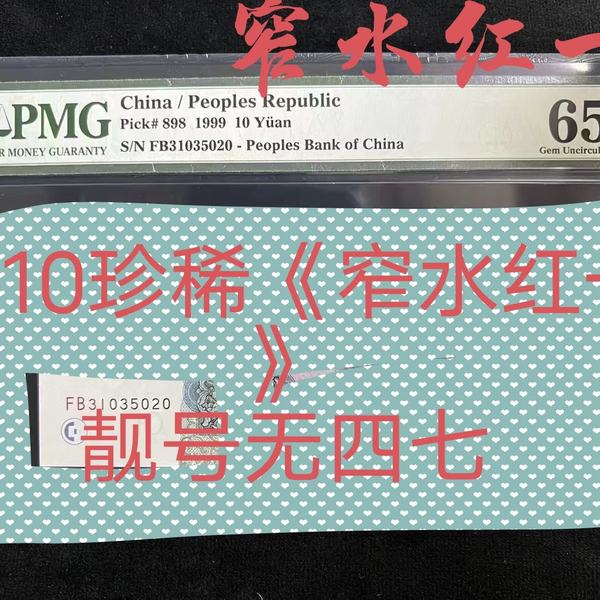 窄水红一
PMG
R MONEY GUARANTY
China / Peoples Republic
Pick# 898 1999 10 Yüan
S/N FB31035020 - Peoples Bank of China
65
Gem Uncircul
10珍稀《窄水红一
》
FB31035020
靓号无四七